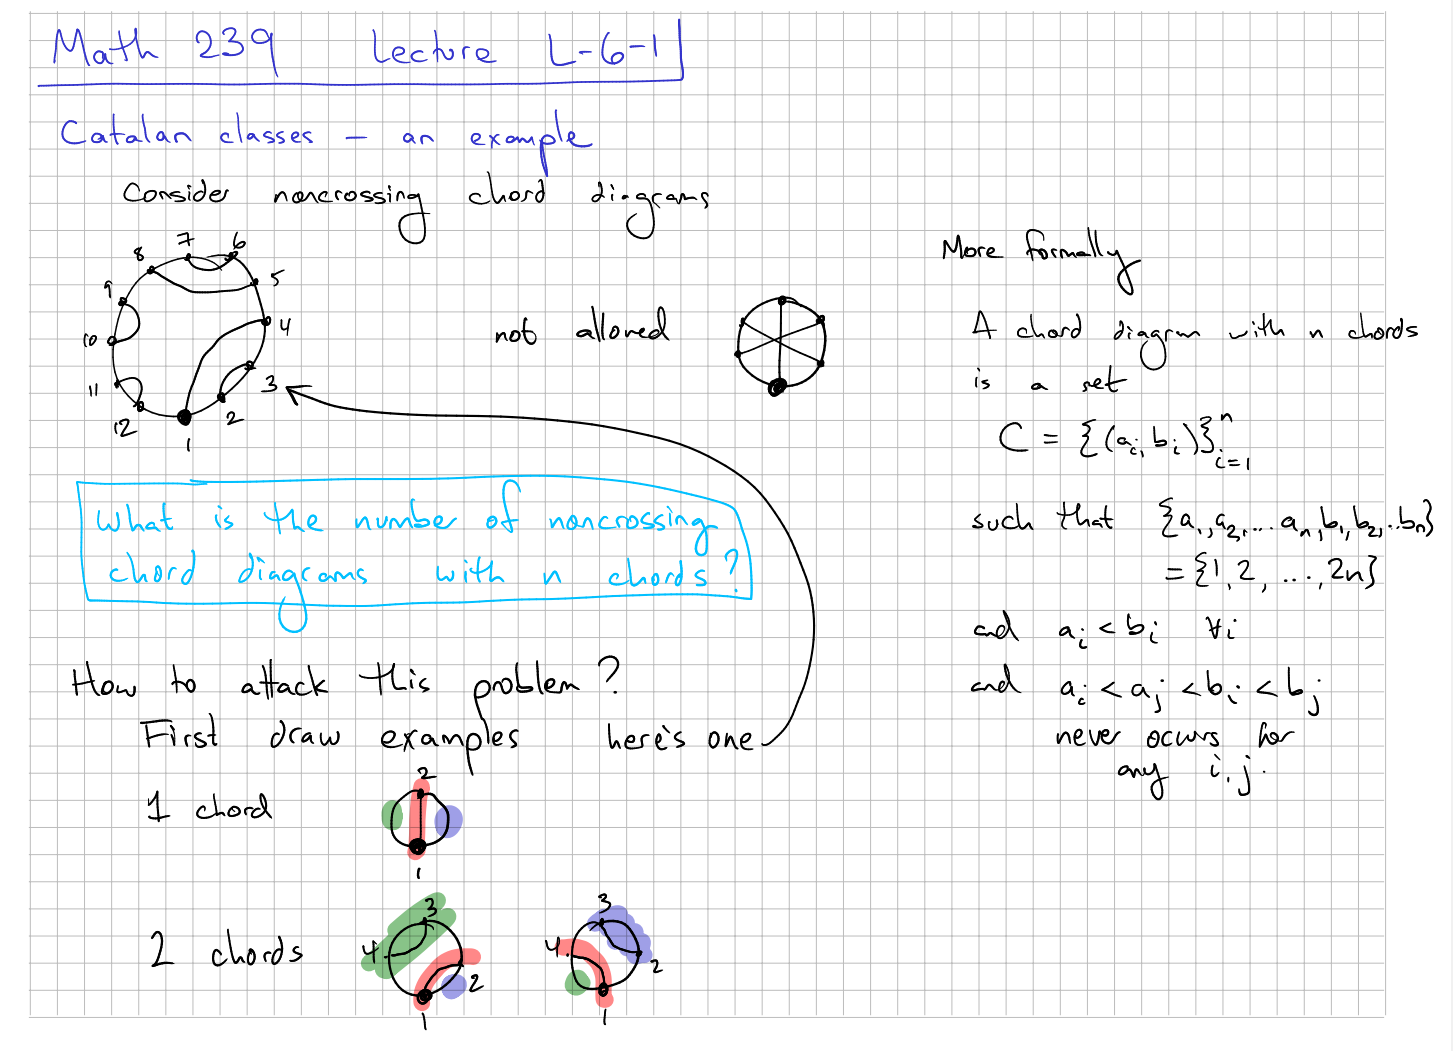 Math 239 Lecture L-6-1
Catalan classes - an example
Consider noncrossing chord diagrams
8 7 6
9 5
10 4
11 3
12 1 2
not allowed
What is the number of noncrossing
chord diagrams with n chords?
How to attack this problem?
First draw examples here's one
1 chord
2
1
2 chords
3
4
2
1
3
4
2
1
More formally
A chord diagram with n chords
is a set
C = {(a_i, b_i)}_{i=1}^n
such that {a_1, a_2, ... a_n, b_1, b_2, .. b_n}
= {1, 2, ..., 2n}
and a_i < b_i ∀i
and a_i < a_j < b_i < b_j
never occurs for
any i, j.